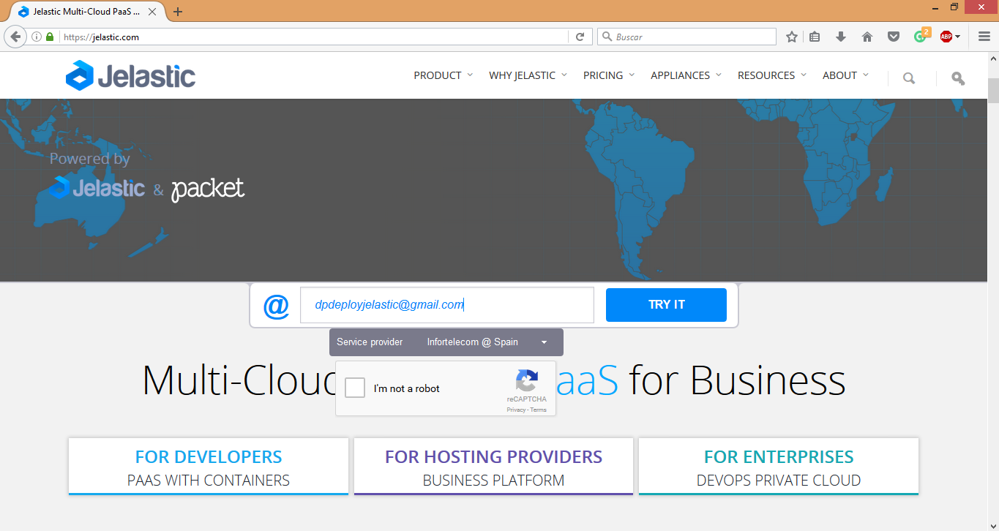 Jelastic Multi-Cloud PaaS ...
https://jelastic.com
Buscar
2
ABP
Jelastic
PRODUCT
WHY JELASTIC
PRICING
APPLIANCES
RESOURCES
ABOUT
Powered by
Jelastic & packet
@
dpdeployjelastic@gmail.com
TRY IT
Service provider
Infortelecom @ Spain
Multi-Cloud
aaS for Business
I'm not a robot
reCAPTCHA
Privacy - Terms
FOR DEVELOPERS
PAAS WITH CONTAINERS
FOR HOSTING PROVIDERS
BUSINESS PLATFORM
FOR ENTERPRISES
DEVOPS PRIVATE CLOUD